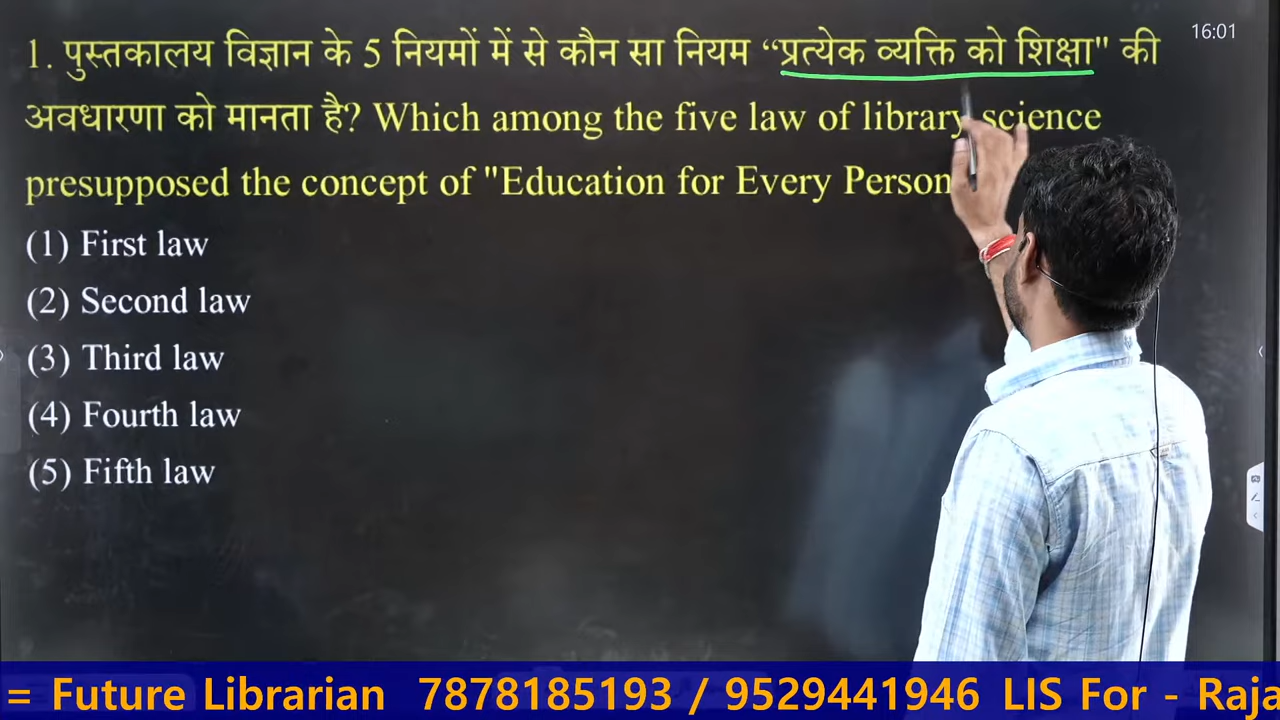 16:01
1. पुस्तकालय विज्ञान के 5 नियमों में से कौन सा नियम “प्रत्येक व्यक्ति को शिक्षा" की
अवधारणा को मानता है? Which among the five law of library science
presupposed the concept of "Education for Every Person
(1) First law
(2) Second law
(3) Third law
(4) Fourth law
(5) Fifth law
= Future Librarian 7878185193 / 9529441946 LIS For - Raja